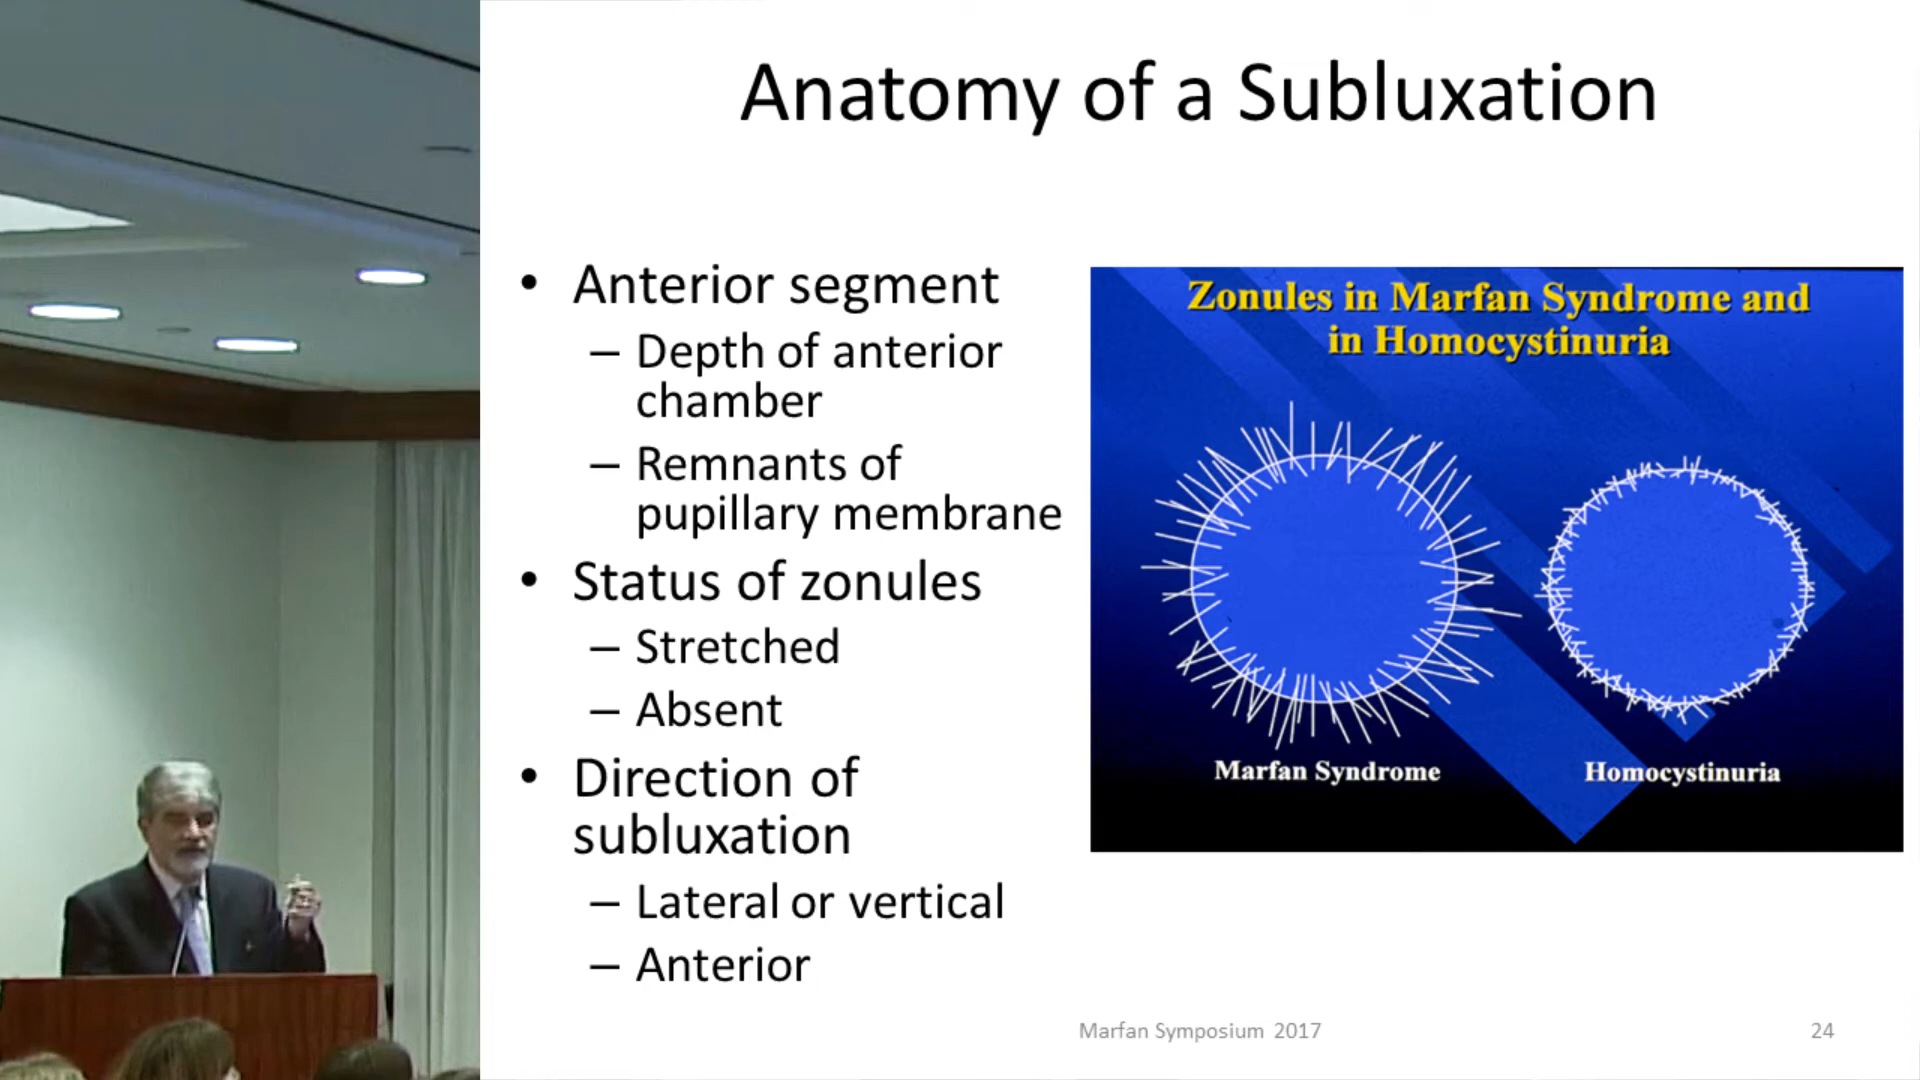 Anatomy of a Subluxation
• Anterior segment
– Depth of anterior
chamber
– Remnants of
pupillary membrane
• Status of zonules
– Stretched
– Absent
• Direction of
subluxation
– Lateral or vertical
– Anterior
Zonules in Marfan Syndrome and
in Homocystinuria
Marfan Syndrome
Homocystinuria
Marfan Symposium 2017
24